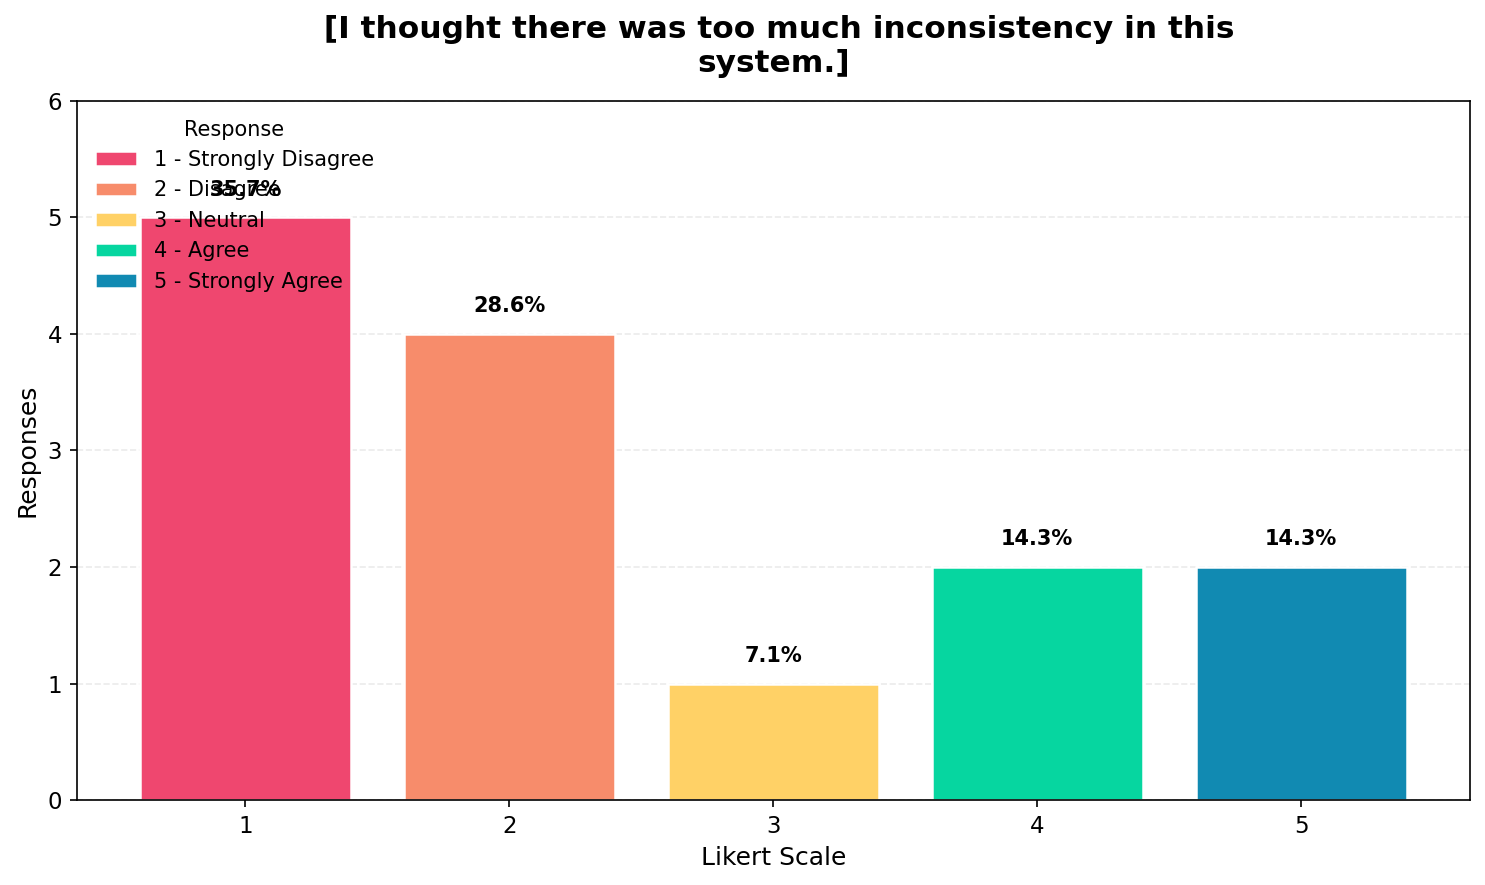 [I thought there was too much inconsistency in this
system.]
Response
1 - Strongly Disagree
2 - Disagree
3 - Neutral
4 - Agree
5 - Strongly Agree
35.7%
28.6%
7.1%
14.3%
14.3%
Responses
6
5
4
3
2
1
0
1 2 3 4 5
Likert Scale